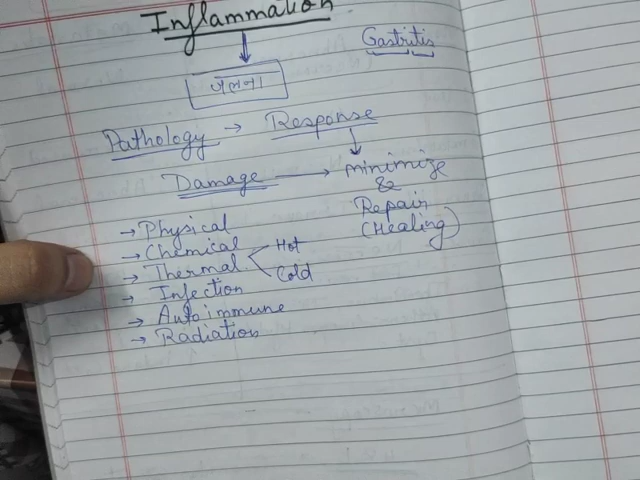 Inflammation
Gastritis
जलना
Pathology → Response
Damage → minimize
&
Repair
(Healing)
→ Physical
→ Chemical
→ Thermal < Hot
Cold
→ Infection
→ Autoimmune
→ Radiation